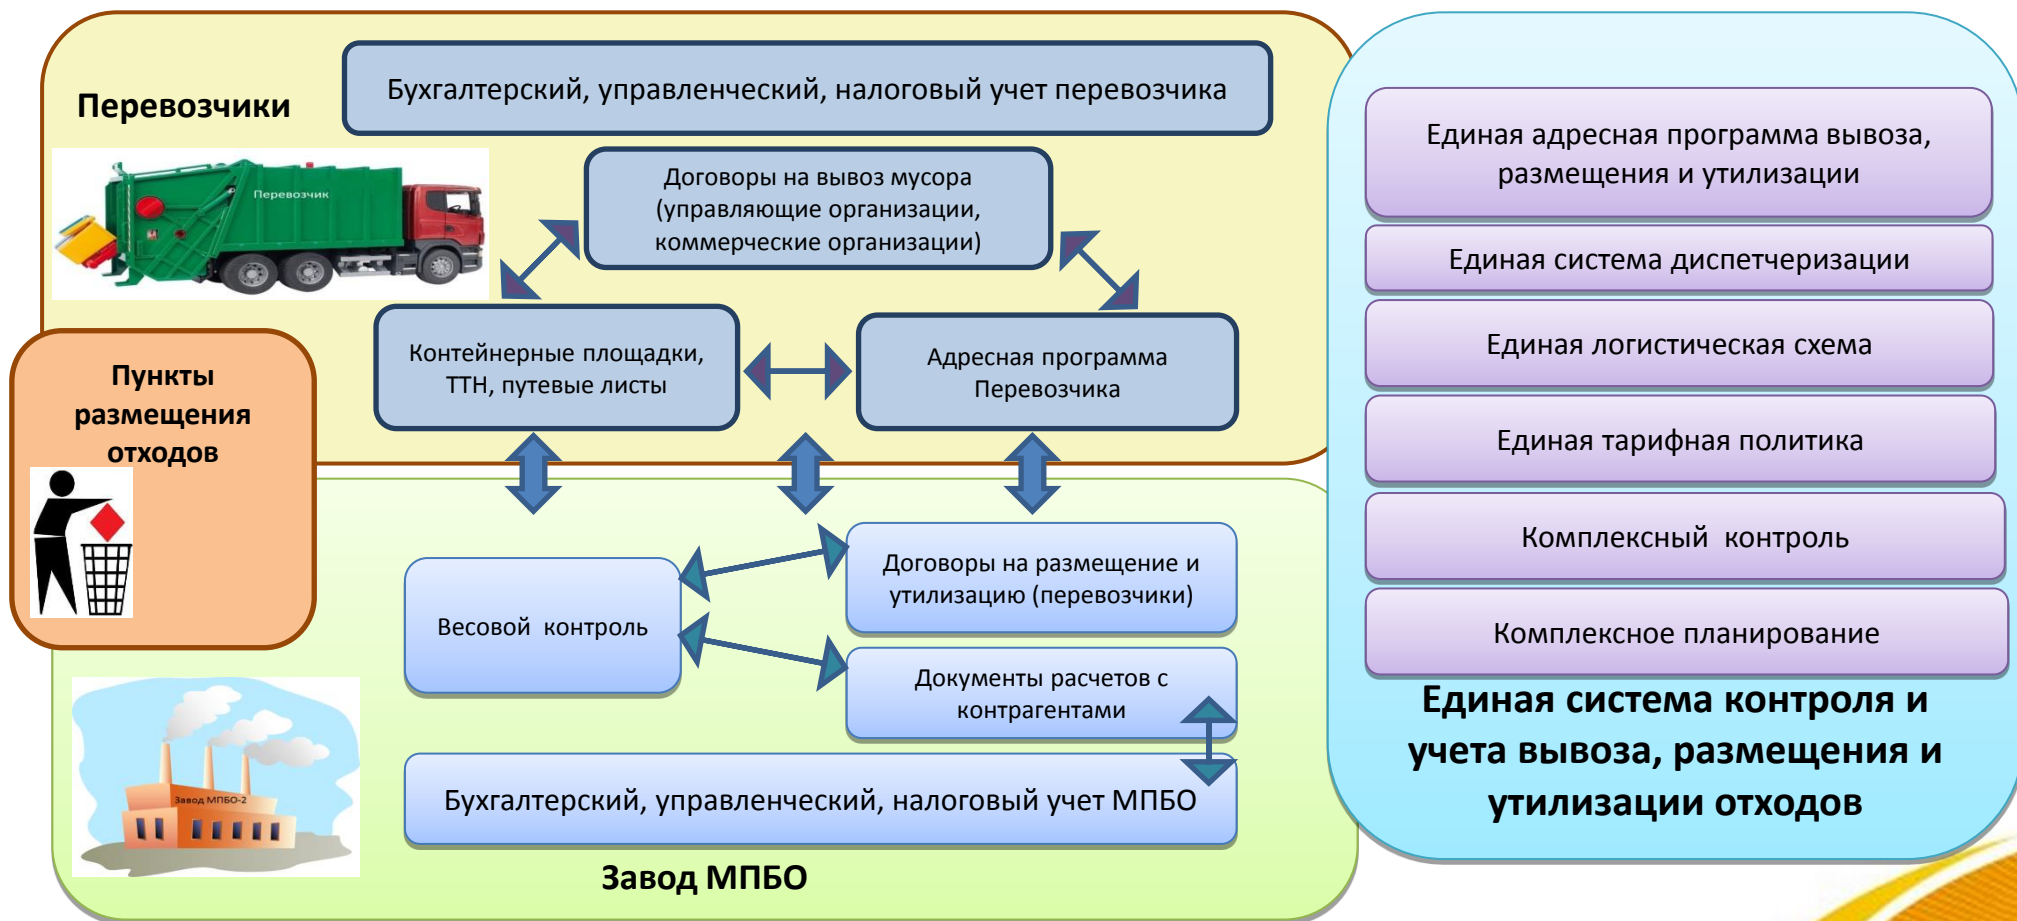 Перевозчики
Бухгалтерский, управленческий, налоговый учет перевозчика
Перевозчик
Договоры на вывоз мусора
(управляющие организации,
коммерческие организации)
Контейнерные площадки,
ТТН, путевые листы
Адресная программа
Перевозчика
Пункты
размещения
отходов
Весовой контроль
Договоры на размещение и
утилизацию (перевозчики)
Документы расчетов с
контрагентами
Завод МПБО-2
Бухгалтерский, управленческий, налоговый учет МПБО
Завод МПБО
Единая адресная программа вывоза,
размещения и утилизации
Единая система диспетчеризации
Единая логистическая схема
Единая тарифная политика
Комплексный контроль
Комплексное планирование
Единая система контроля и
учета вывоза, размещения и
утилизации отходов